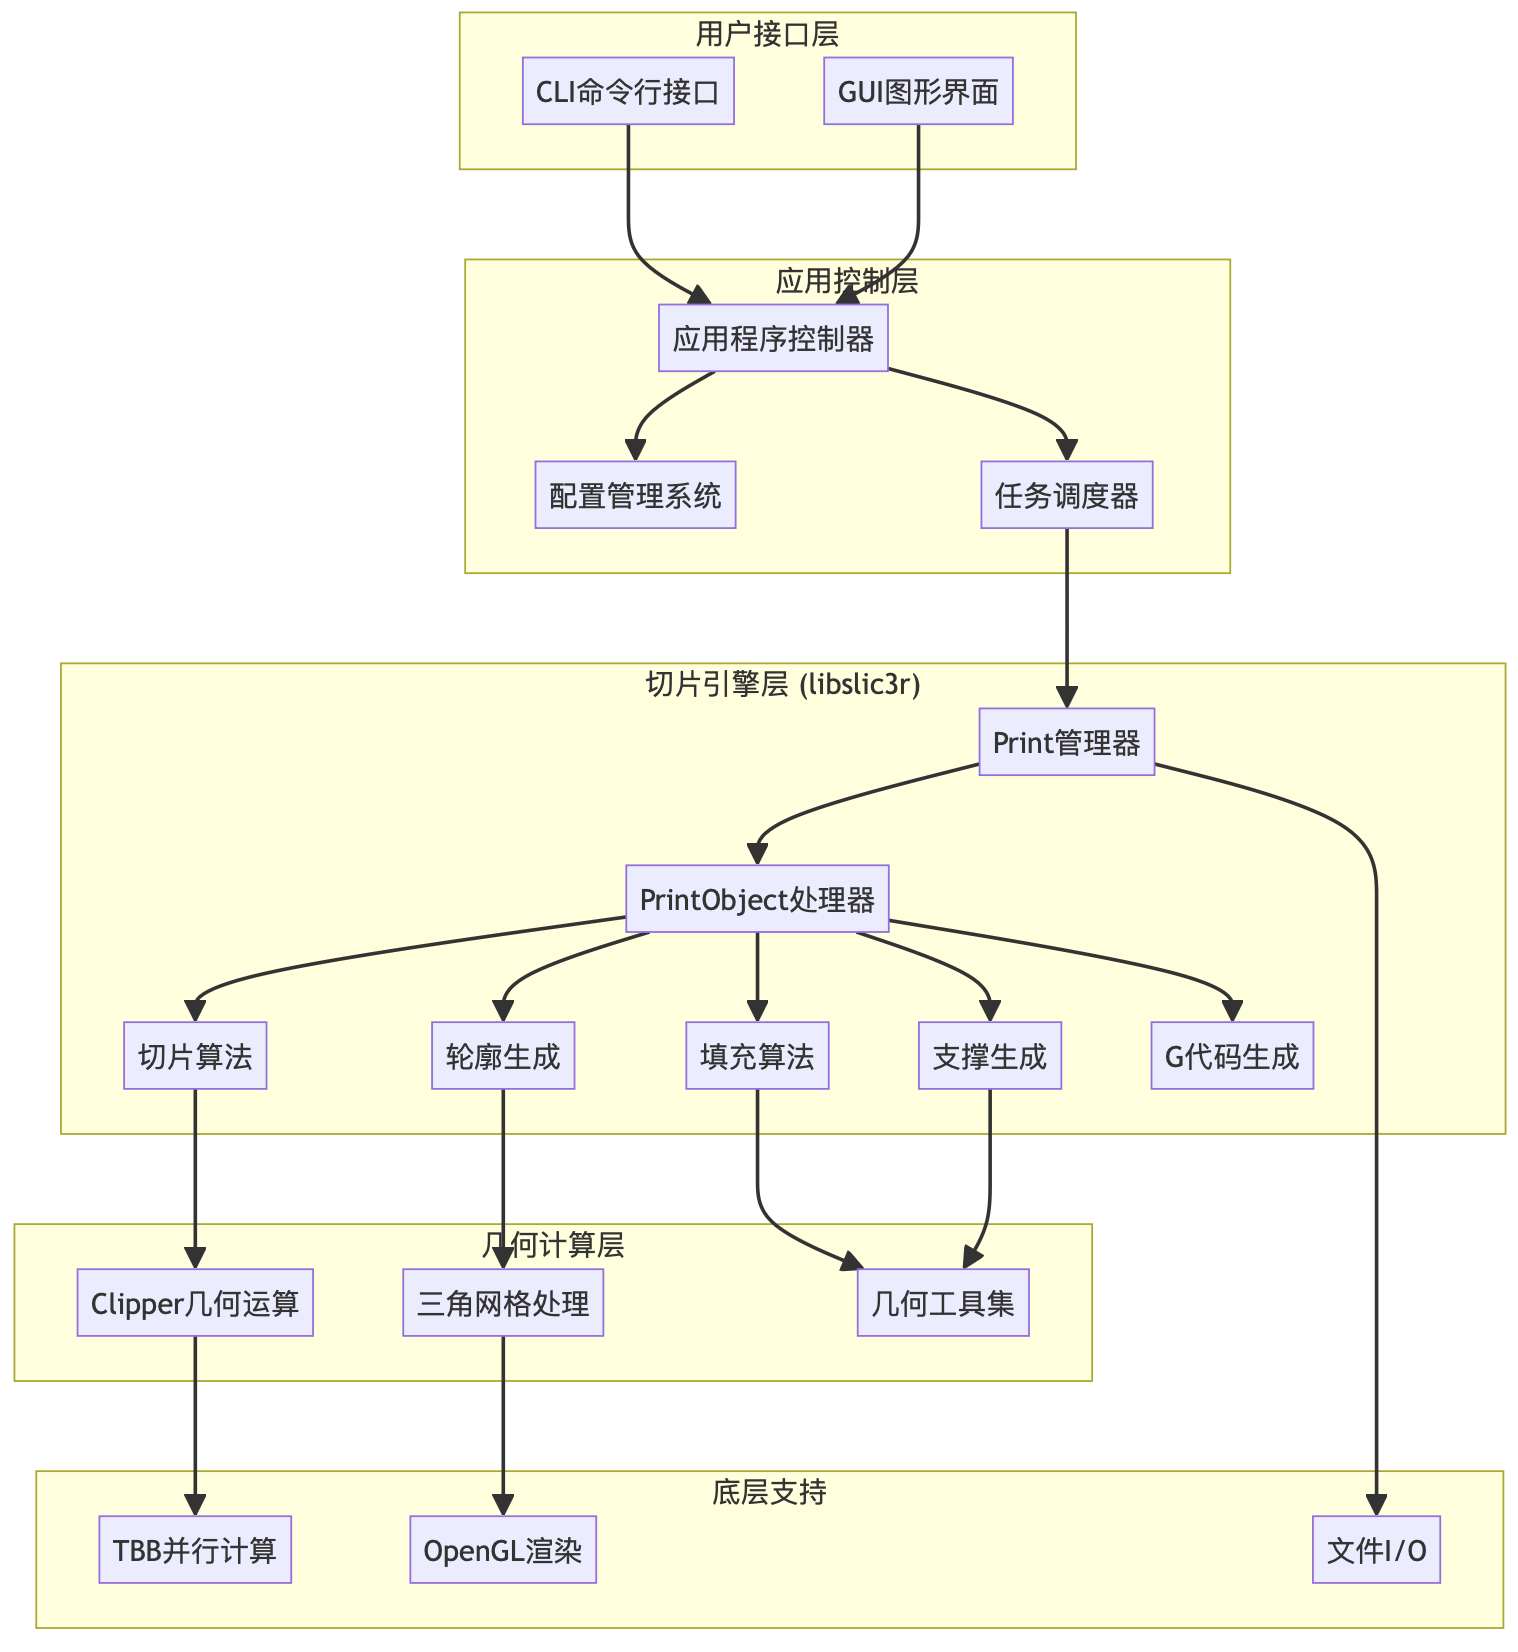 用户接口层
CLI命令行接口
GUI图形界面
应用控制层
应用程序控制器
配置管理系统
任务调度器
切片引擎层 (libslic3r)
Print管理器
PrintObject处理器
切片算法
轮廓生成
填充算法
支撑生成
G代码生成
几何计算层
Clipper几何运算
三角网格处理
几何工具集
底层支持
TBB并行计算
OpenGL渲染
文件I/O